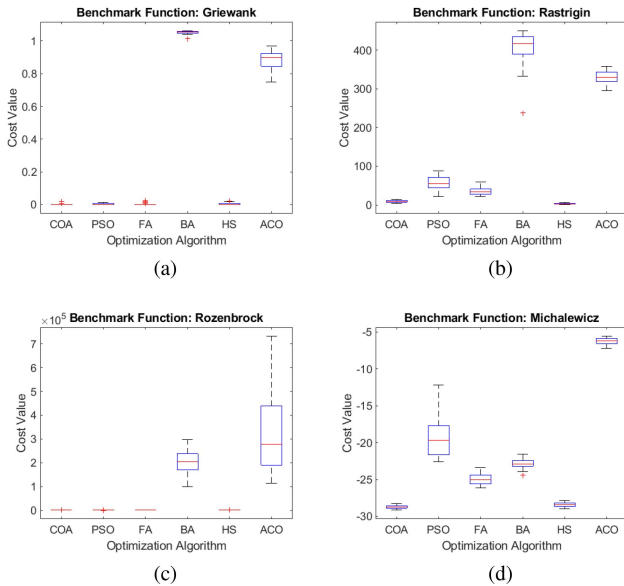 Benchmark Function: Griewank
1
0.8
0.6
0.4
0.2
0
Cost Value
COA PSO FA BA HS ACO
Optimization Algorithm
(a)
Benchmark Function: Rastrigin
400
300
200
100
0
Cost Value
COA PSO FA BA HS ACO
Optimization Algorithm
(b)
×10⁵
Benchmark Function: Rozenbrock
7
6
5
4
3
2
1
0
Cost Value
COA PSO FA BA HS ACO
Optimization Algorithm
(c)
Benchmark Function: Michalewicz
-5
-10
-15
-20
-25
-30
Cost Value
COA PSO FA BA HS ACO
Optimization Algorithm
(d)